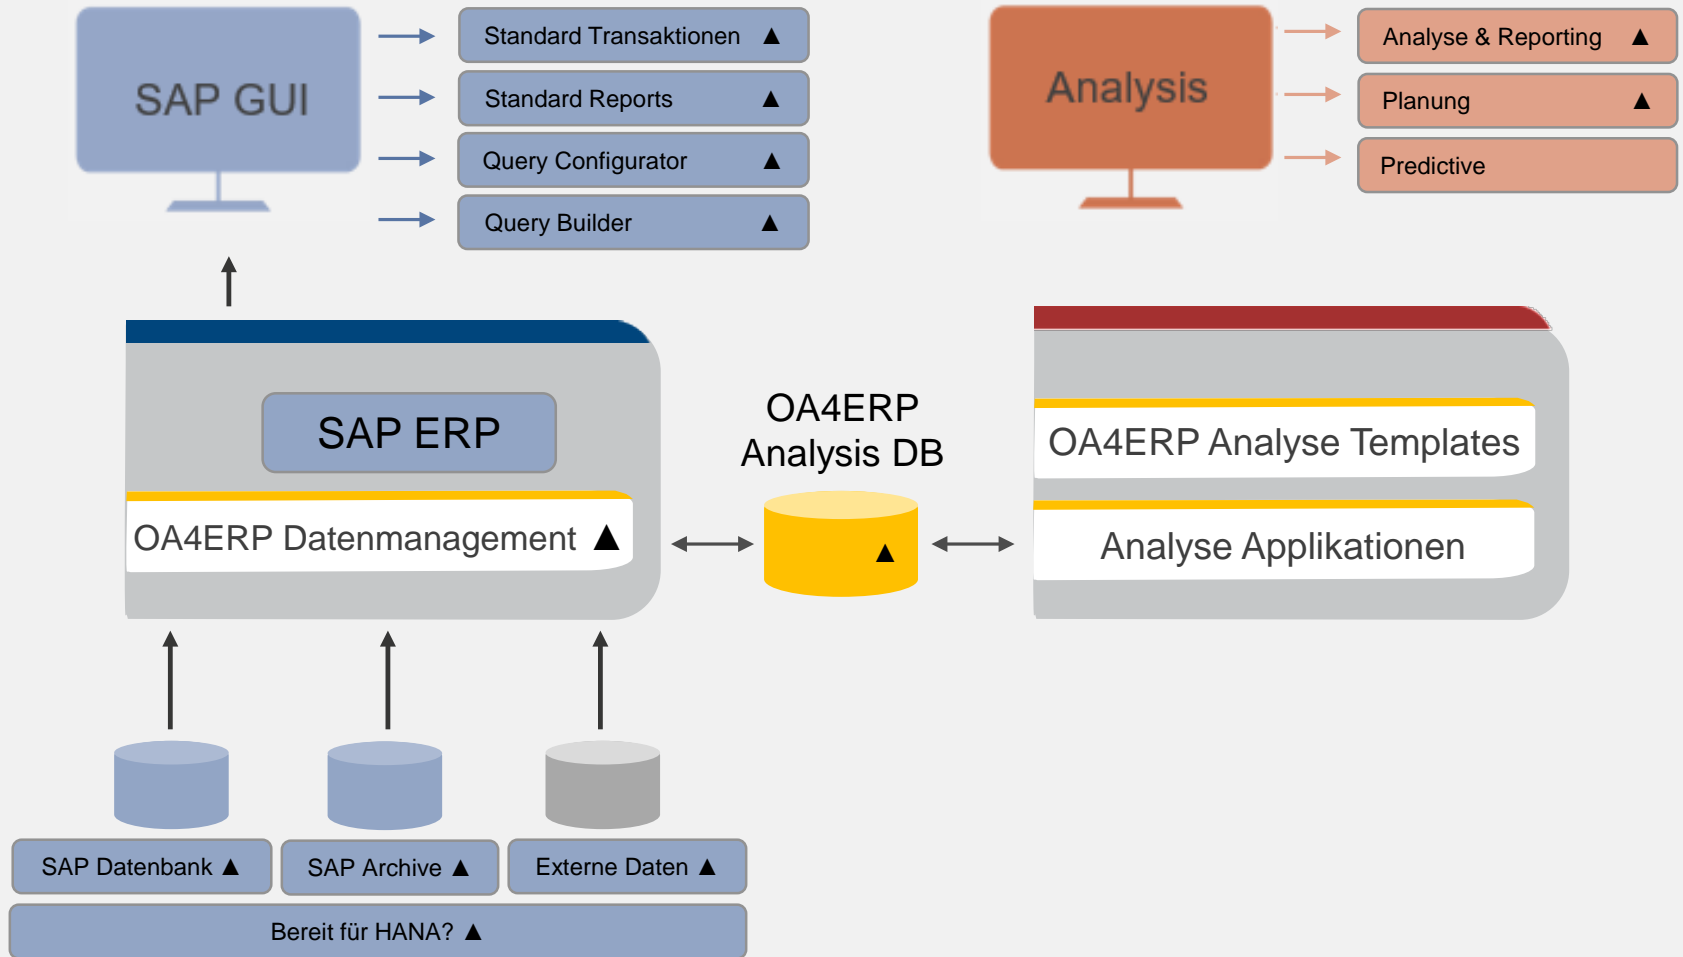 SAP GUI
Standard Transaktionen ▲
Standard Reports ▲
Query Configurator ▲
Query Builder ▲
Analysis
Analyse & Reporting ▲
Planung ▲
Predictive
SAP ERP
OA4ERP Datenmanagement ▲
OA4ERP
Analysis DB
▲
OA4ERP Analyse Templates
Analyse Applikationen
SAP Datenbank ▲
SAP Archive ▲
Externe Daten ▲
Bereit für HANA? ▲